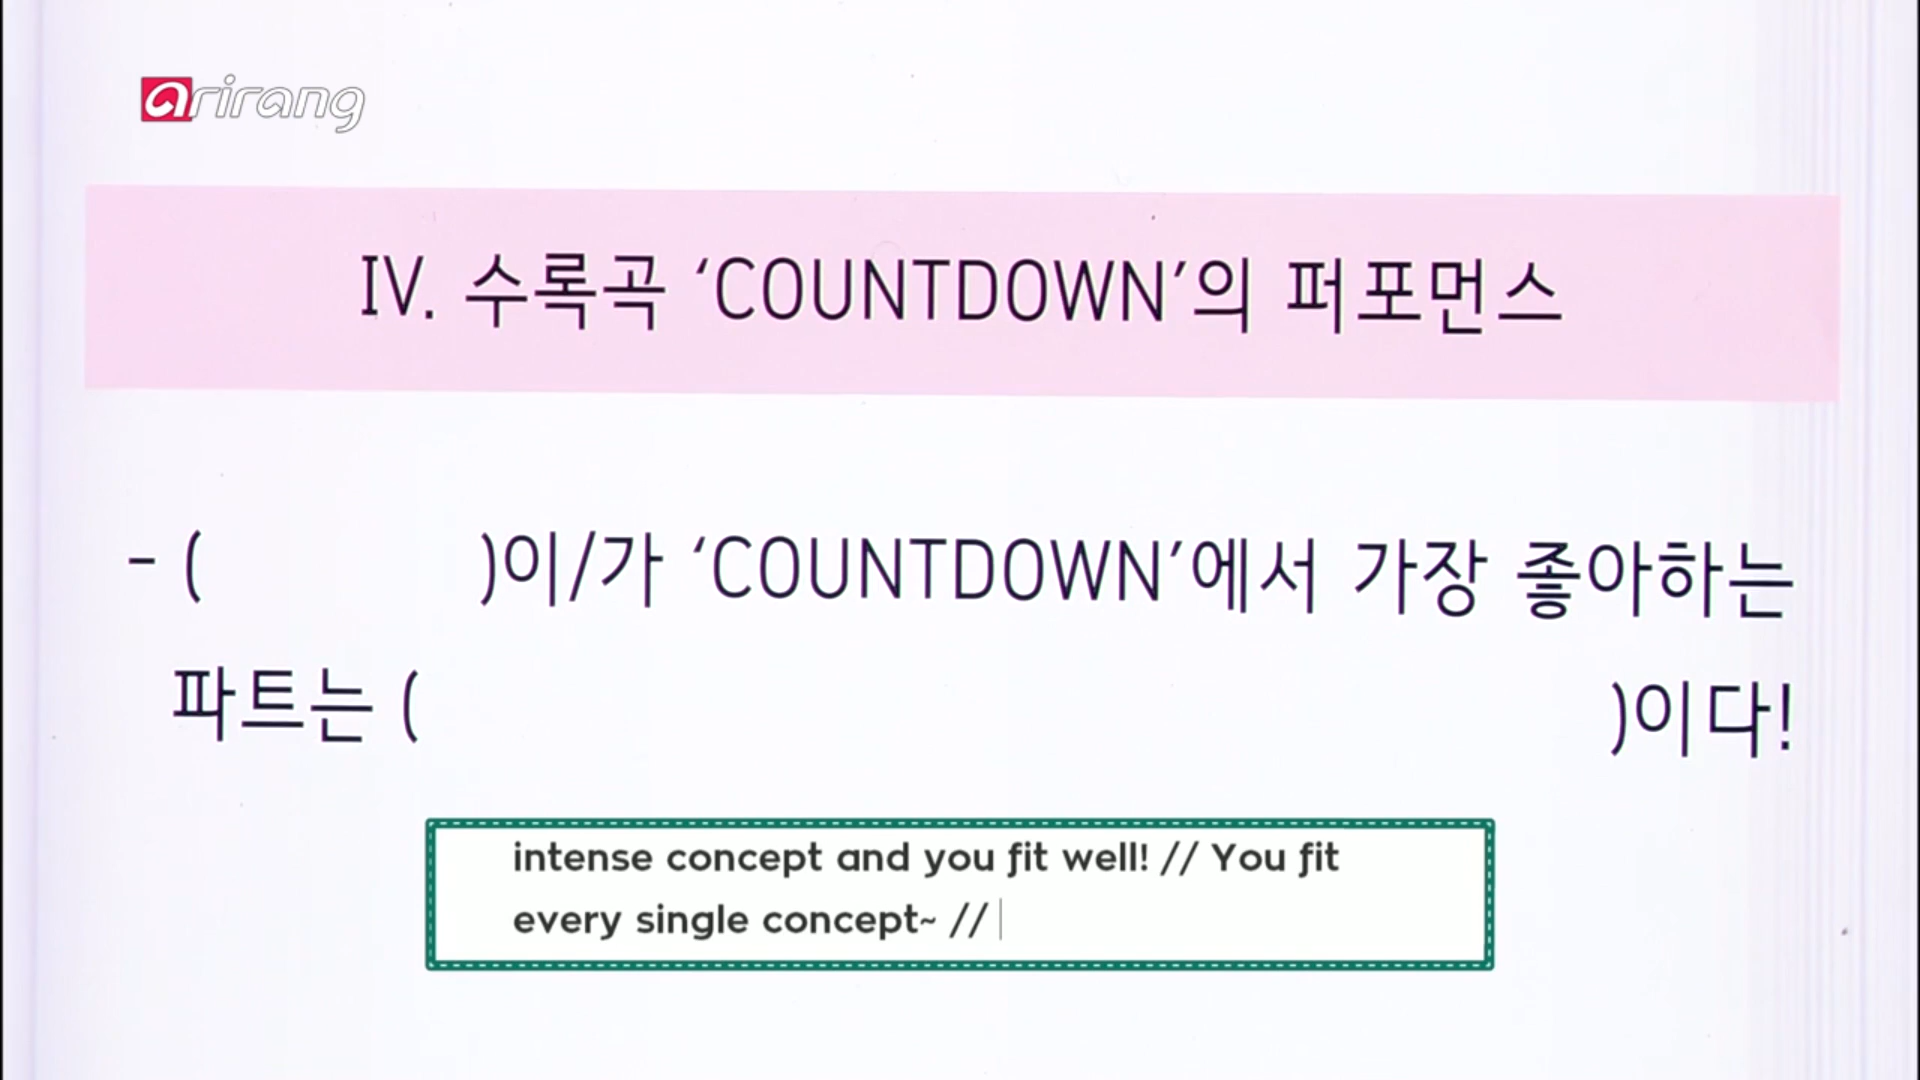 arirang
IV. 수록곡 ‘COUNTDOWN’의 퍼포먼스
- ( )이/가 ‘COUNTDOWN’에서 가장 좋아하는
파트는 ( )이다!
intense concept and you fit well! // You fit
every single concept~ //